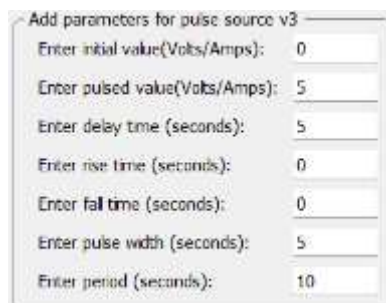 Add parameters for pulse source v3
Enter initial value(Volts/Amps): 0
Enter pulsed value(Volts/Amps): 5
Enter delay time (seconds): 5
Enter rise time (seconds): 0
Enter fall time (seconds): 0
Enter pulse width (seconds): 5
Enter period (seconds): 10